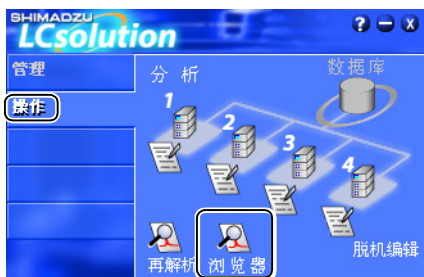 SHIMADZU
LCsolution
? − x
管理
操作
分 析
数据库
1
2
3
4
再解析
浏览器
脱机编辑